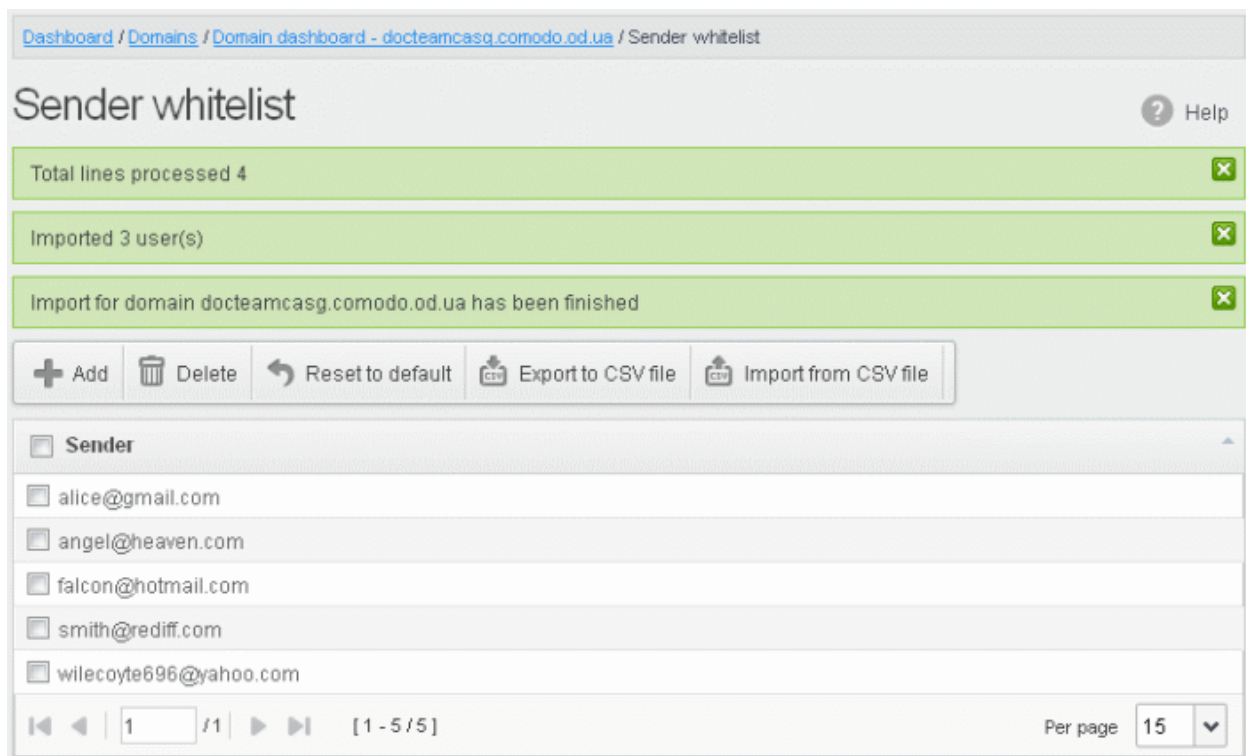 Dashboard / Domains / Domain dashboard - docteamcasg.comodo.od.ua / Sender whitelist
Sender whitelist
? Help
Total lines processed 4
Imported 3 user(s)
Import for domain docteamcasg.comodo.od.ua has been finished
Add Delete Reset to default CSV Export to CSV file CSV Import from CSV file
Sender
alice@gmail.com
angel@heaven.com
falcon@hotmail.com
smith@rediff.com
wilecoyte696@yahoo.com
1 /1 [1 - 5 / 5] Per page 15